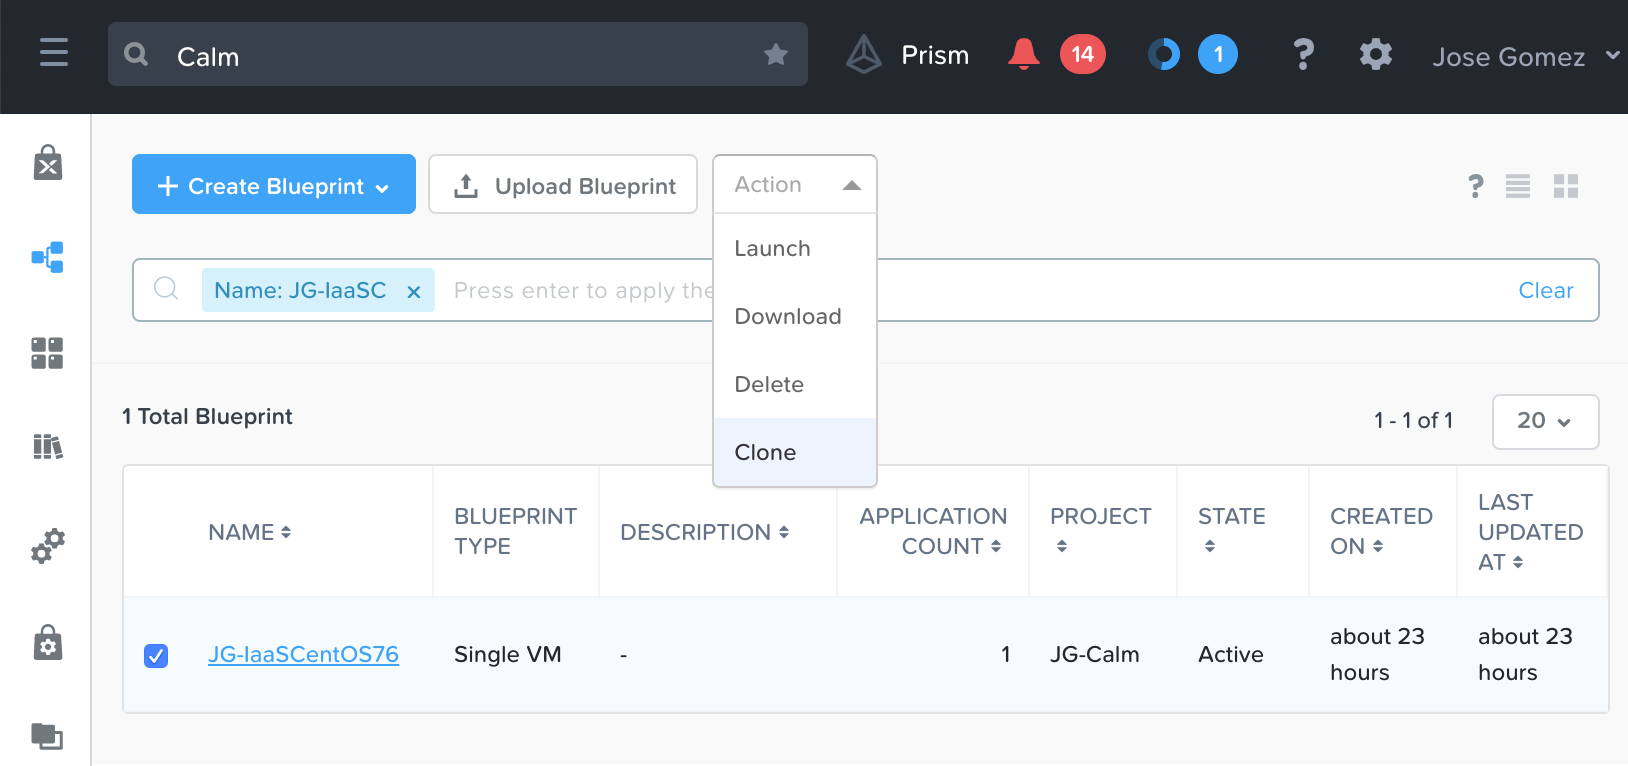 Calm
Prism
14
1
?
Jose Gomez
+ Create Blueprint
Upload Blueprint
Action
?
Launch
Download
Delete
Clone
Name: JG-IaaSC ×
Press enter to apply the
Clear
1 Total Blueprint
1 - 1 of 1
20
NAME
BLUEPRINT
TYPE
DESCRIPTION
APPLICATION
COUNT
PROJECT
STATE
CREATED
ON
LAST
UPDATED
AT
JG-IaaSCentOS76
Single VM
-
1
JG-Calm
Active
about 23
hours
about 23
hours